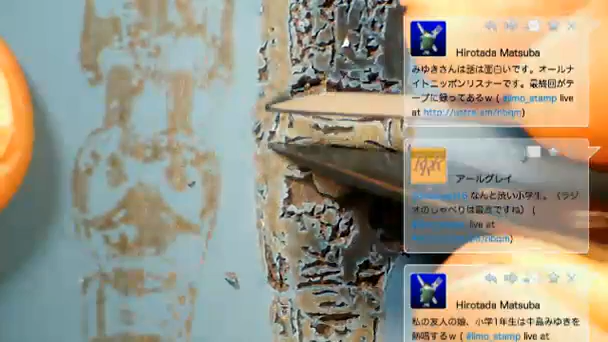 Hirotada Matsuba
みゆきさんは話は面白いです。オールナ
イトニッポンリスナーです。最終回がテ
ープに録ってあるw ( #imo_stamp live
at http://ustre.am/nbqm)
アールグレイ
なんと渋い小学生。（ラジ
オのしゃべりは最高ですね） (
#imo_stamp live at
Hirotada Matsuba
私の友人の娘、小学1年生は中島みゆきを
熱唱するw ( #imo_stamp live at